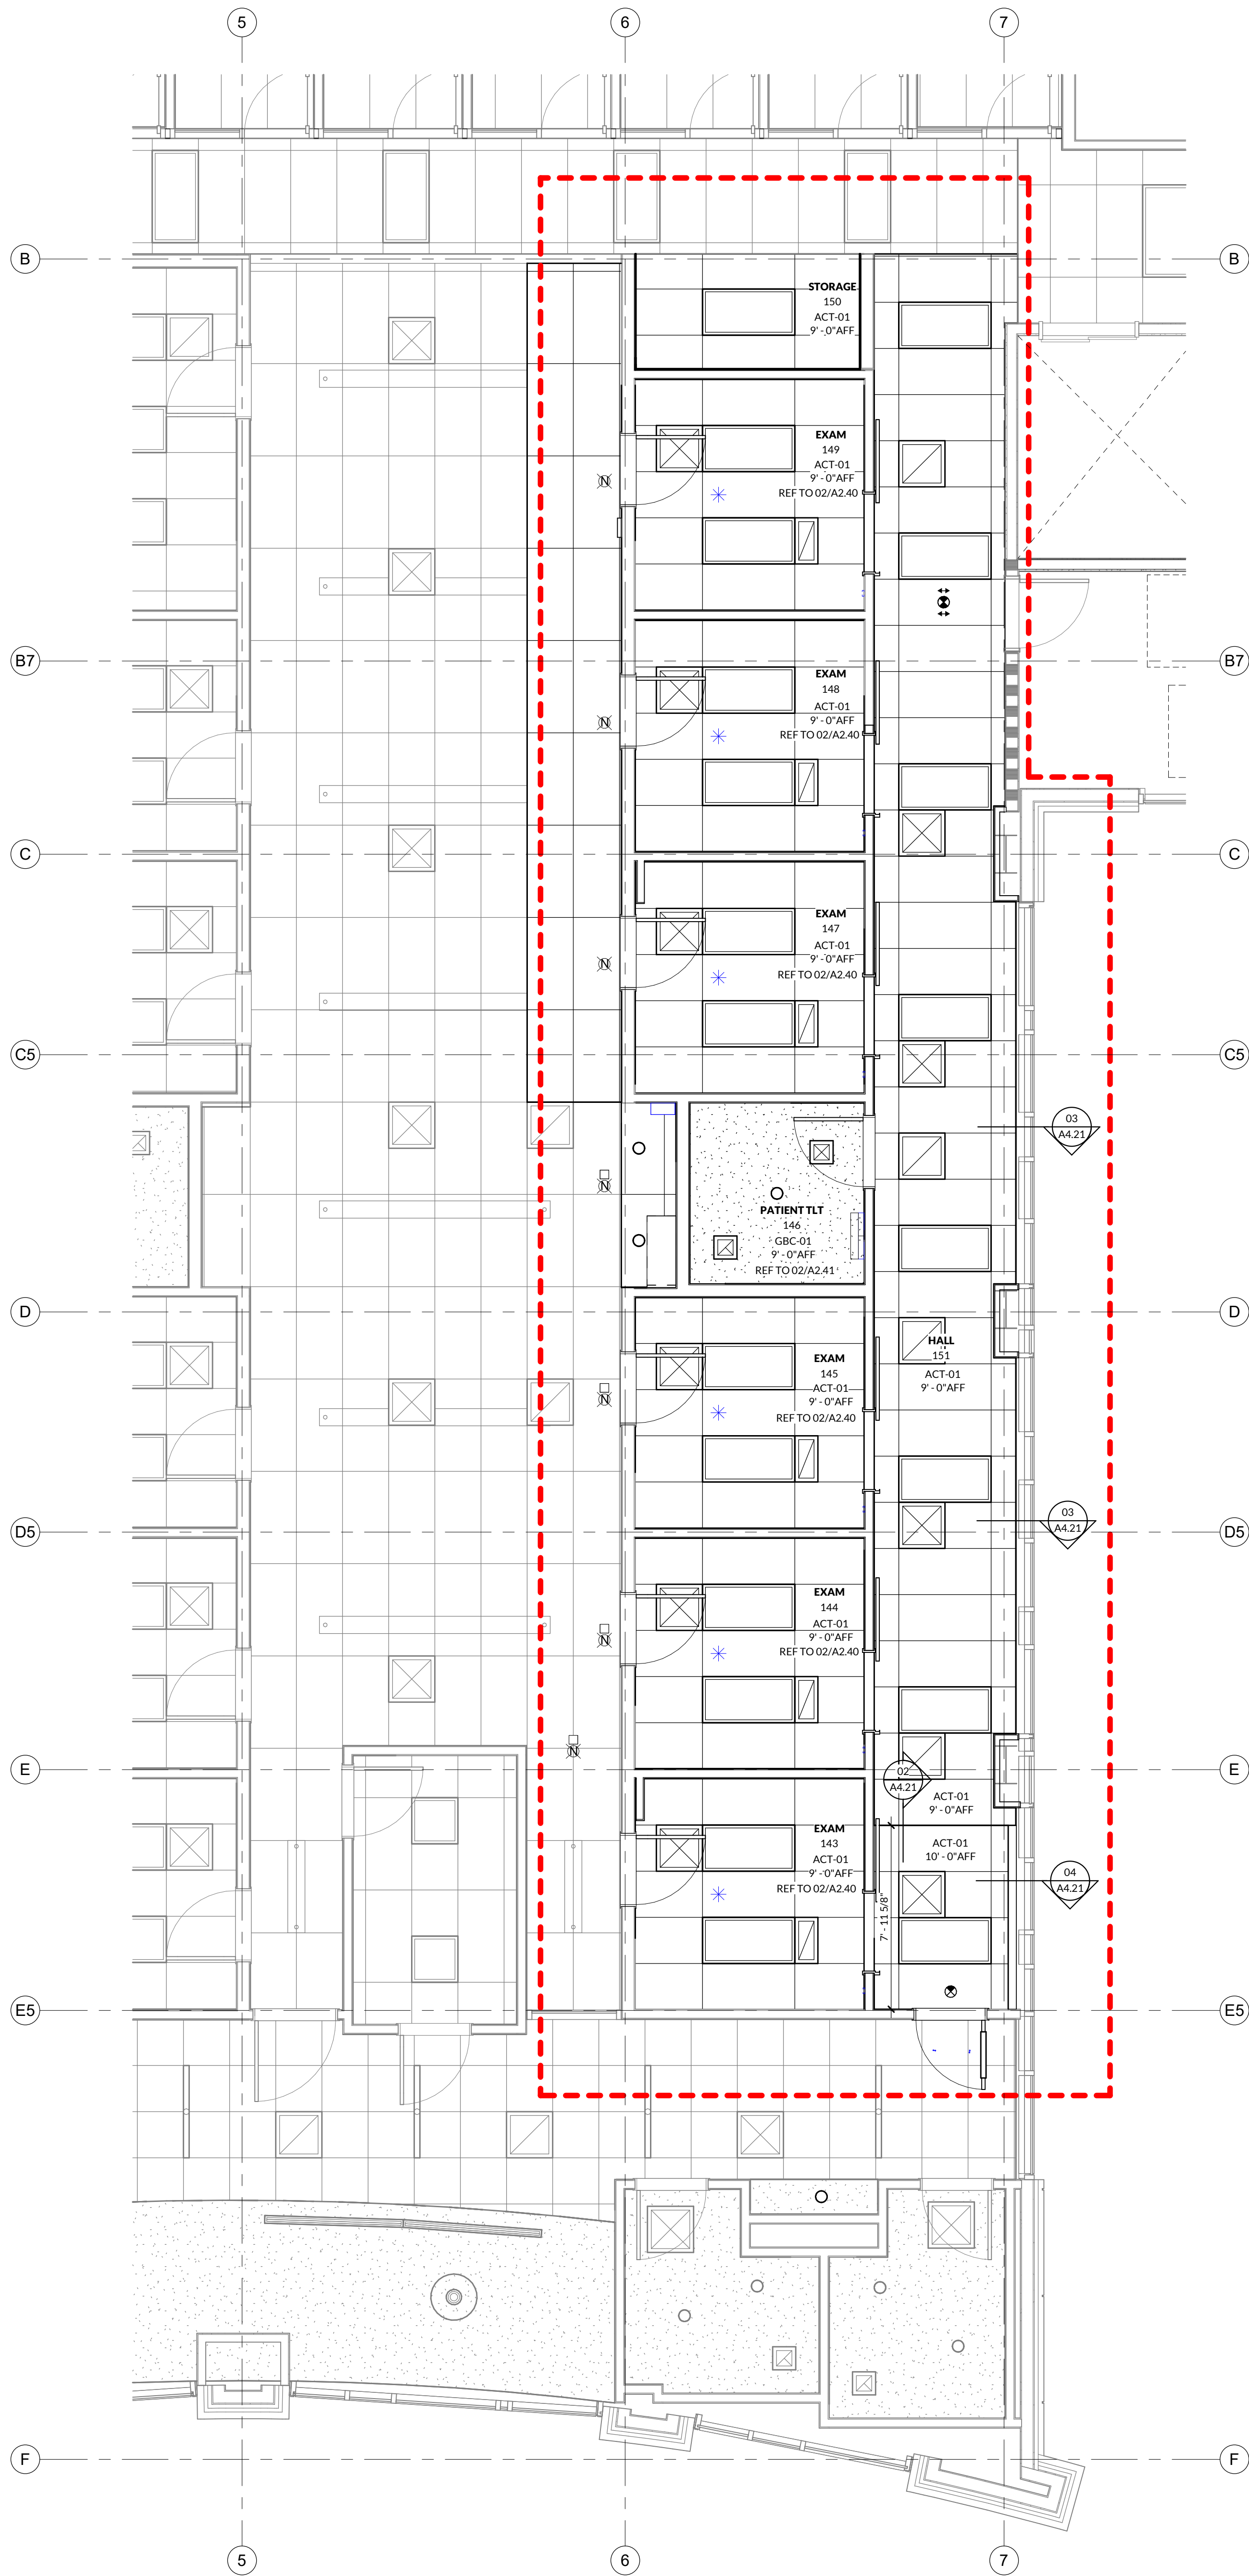 5
6
7
B
B
STORAGE
150
ACT-01
9' - 0"AFF
EXAM
149
ACT-01
9' - 0"AFF
REF TO 02/A2.40
N
B7
B7
EXAM
148
ACT-01
9' - 0"AFF
REF TO 02/A2.40
N
C
C
EXAM
147
ACT-01
9' - 0"AFF
REF TO 02/A2.40
N
C5
C5
03
A4.21
N
PATIENT TLT
146
GBC-01
9' - 0"AFF
REF TO 02/A2.41
D
D
HALL
151
ACT-01
9' - 0"AFF
EXAM
145
ACT-01
9' - 0"AFF
REF TO 02/A2.40
N
03
A4.21
D5
D5
EXAM
144
ACT-01
9' - 0"AFF
REF TO 02/A2.40
N
N
E
E
02
A4.21
ACT-01
9' - 0"AFF
EXAM
143
ACT-01
9' - 0"AFF
REF TO 02/A2.40
ACT-01
10' - 0"AFF
04
A4.21
7' - 11 5/8"
E5
E5
F
F
5
6
7